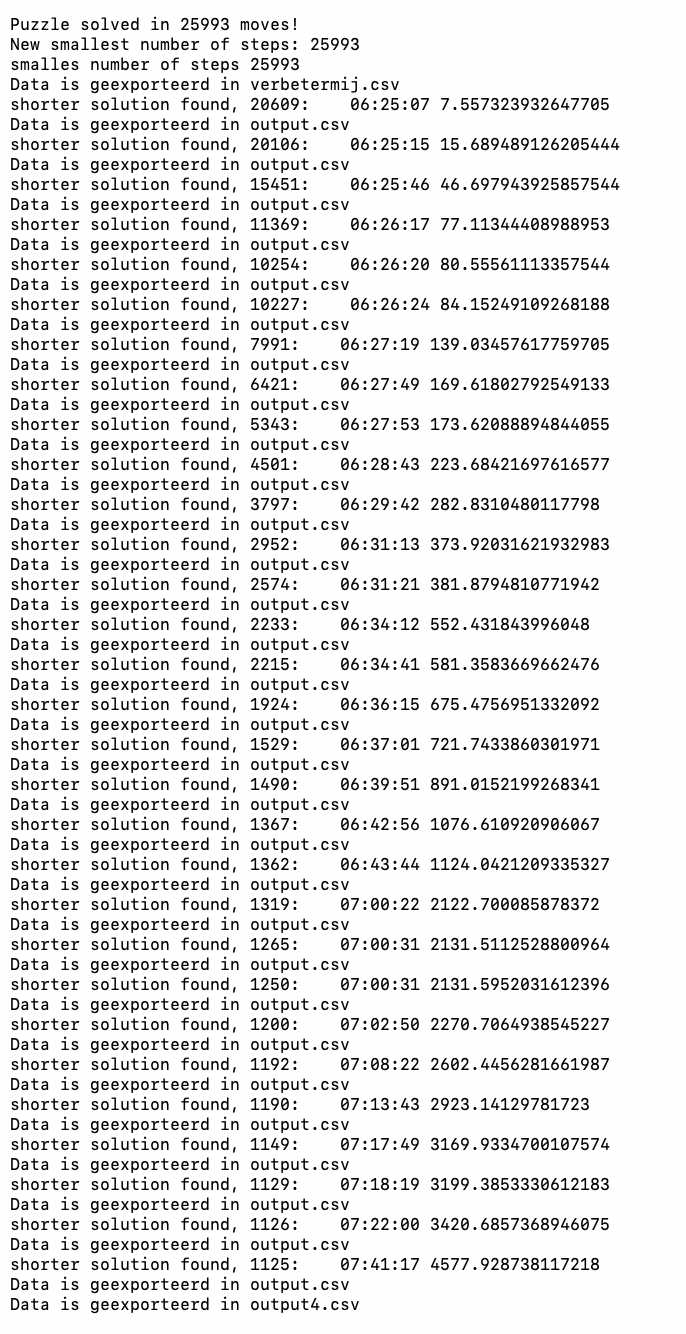 Puzzle solved in 25993 moves!
New smallest number of steps: 25993
smalles number of steps 25993
Data is geexporteerd in verbetermij.csv
shorter solution found, 20609:    06:25:07 7.557323932647705
Data is geexporteerd in output.csv
shorter solution found, 20106:    06:25:15 15.689489126205444
Data is geexporteerd in output.csv
shorter solution found, 15451:    06:25:46 46.697943925857544
Data is geexporteerd in output.csv
shorter solution found, 11369:    06:26:17 77.11344408988953
Data is geexporteerd in output.csv
shorter solution found, 10254:    06:26:20 80.55561113357544
Data is geexporteerd in output.csv
shorter solution found, 10227:    06:26:24 84.15249109268188
Data is geexporteerd in output.csv
shorter solution found, 7991:    06:27:19 139.03457617759705
Data is geexporteerd in output.csv
shorter solution found, 6421:    06:27:49 169.61802792549133
Data is geexporteerd in output.csv
shorter solution found, 5343:    06:27:53 173.62088894844055
Data is geexporteerd in output.csv
shorter solution found, 4501:    06:28:43 223.68421697616577
Data is geexporteerd in output.csv
shorter solution found, 3797:    06:29:42 282.8310480117798
Data is geexporteerd in output.csv
shorter solution found, 2952:    06:31:13 373.92031621932983
Data is geexporteerd in output.csv
shorter solution found, 2574:    06:31:21 381.8794810771942
Data is geexporteerd in output.csv
shorter solution found, 2233:    06:34:12 552.431843996048
Data is geexporteerd in output.csv
shorter solution found, 2215:    06:34:41 581.3583669662476
Data is geexporteerd in output.csv
shorter solution found, 1924:    06:36:15 675.4756951332092
Data is geexporteerd in output.csv
shorter solution found, 1529:    06:37:01 721.7433860301971
Data is geexporteerd in output.csv
shorter solution found, 1490:    06:39:51 891.0152199268341
Data is geexporteerd in output.csv
shorter solution found, 1367:    06:42:56 1076.610920906067
Data is geexporteerd in output.csv
shorter solution found, 1362:    06:43:44 1124.0421209335327
Data is geexporteerd in output.csv
shorter solution found, 1319:    07:00:22 2122.700085878372
Data is geexporteerd in output.csv
shorter solution found, 1265:    07:00:31 2131.5112528800964
Data is geexporteerd in output.csv
shorter solution found, 1250:    07:00:31 2131.5952031612396
Data is geexporteerd in output.csv
shorter solution found, 1200:    07:02:50 2270.7064938545227
Data is geexporteerd in output.csv
shorter solution found, 1192:    07:08:22 2602.4456281661987
Data is geexporteerd in output.csv
shorter solution found, 1190:    07:13:43 2923.14129781723
Data is geexporteerd in output.csv
shorter solution found, 1149:    07:17:49 3169.9334700107574
Data is geexporteerd in output.csv
shorter solution found, 1129:    07:18:19 3199.3853330612183
Data is geexporteerd in output.csv
shorter solution found, 1126:    07:22:00 3420.6857368946075
Data is geexporteerd in output.csv
shorter solution found, 1125:    07:41:17 4577.928738117218
Data is geexporteerd in output.csv
Data is geexporteerd in output4.csv